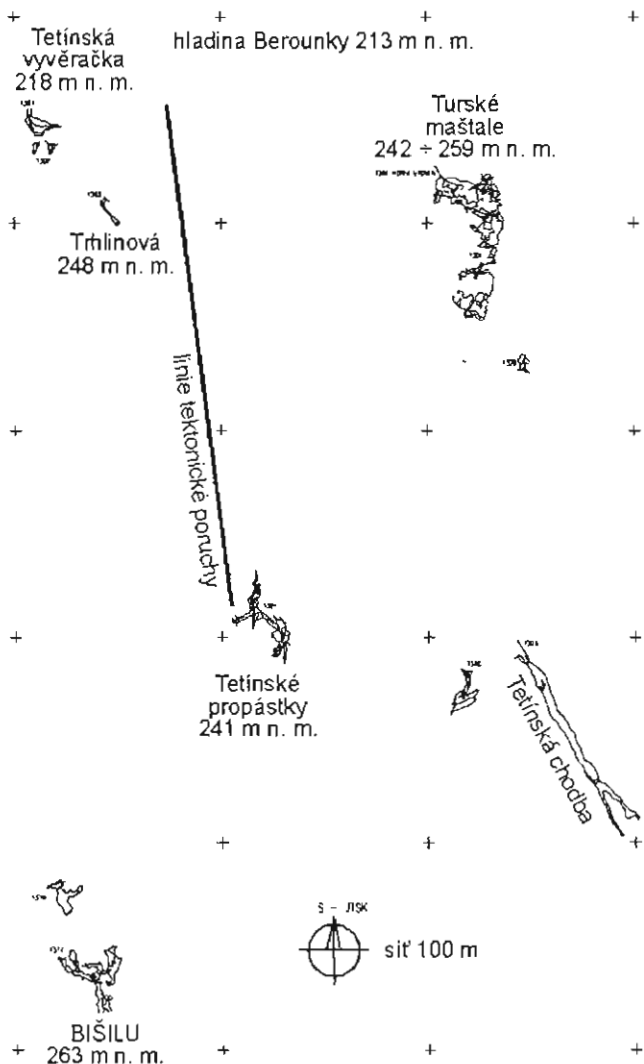 Tetínská
vyvěračka
218 m n. m.
hladina Berounky 213 m n. m.
Turské
maštale
242 ÷ 259 m n. m.
Trhlinová
248 m n. m.
linie tektonické poruchy
Tetínské
propástky
241 m n. m.
Tetínská chodba
S - JTSK
síť 100 m
BIŠILU
263 m n. m.